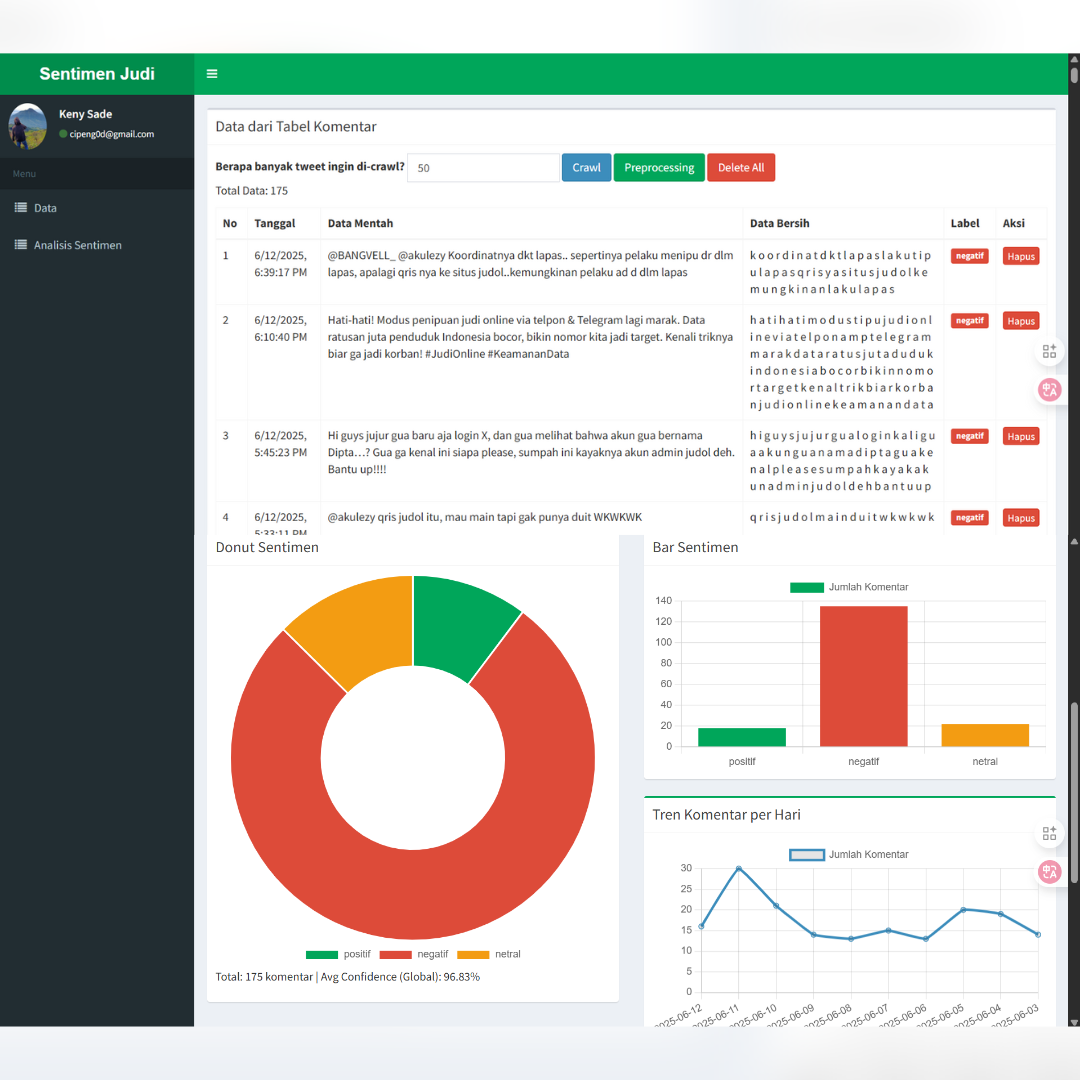 Sentimen Judi
Keny Sade
cipeng0d@gmail.com
Menu
Data
Analisis Sentimen
Data dari Tabel Komentar
Berapa banyak tweet ingin di-crawl? 50 Crawl Preprocessing Delete All
Total Data: 175
No Tanggal Data Mentah Data Bersih Label Aksi
1
6/12/2025,
6:39:17 PM
@BANGVELL_ @akulezy Koordinatnya dkt lapas.. sepertinya pelaku menipu dr dlm
lapas, apalagi qris nya ke situs judol..kemungkinan pelaku ad d dlm lapas
k o o r d i n a t d k t l a p a s l a k u t i p
u l a p a s q r i s y a s i t u s j u d o l k e
m u n g k i n a n l a k u l a p a s
negatif
Hapus
2
6/12/2025,
6:10:40 PM
Hati-hati! Modus penipuan judi online via telpon & Telegram lagi marak. Data
ratusan juta penduduk Indonesia bocor, bikin nomor kita jadi target. Kenali triknya
biar ga jadi korban! #JudiOnline #KeamananData
h a t i h a t i m o d u s t i p u j u d i o n l
i n e v i a t e l p o n a m p t e l e g r a m
m a r a k d a t a r a t u s j u t a d u d u k
i n d o n e s i a b o c o r b i k i n n o m o
r t a r g e t k e n a l t r i k b i a r k o r b a
n j u d i o n l i n e k e a m a n a n d a t a
negatif
Hapus
3
6/12/2025,
5:45:23 PM
Hi guys jujur gua baru aja login X, dan gua melihat bahwa akun gua bernama
Dipta…? Gua ga kenal ini siapa please, sumpah ini kayaknya akun admin judol deh.
Bantu up!!!!
h i g u y s j u j u r g u a l o g i n k a l i g u
a a k u n g u a n a m a d i p t a g u a k e
n a l p l e a s e s u m p a h k a y a k a k
u n a d m i n j u d o l d e h b a n t u u p
negatif
Hapus
4
6/12/2025,
5:33:11 PM
@akulezy qris judol itu, mau main tapi gak punya duit WKWKWK
q r i s j u d o l m a i n d u i t w k w k w k
negatif
Hapus
Donut Sentimen
positif negatif netral
Total: 175 komentar | Avg Confidence (Global): 96.83%
Bar Sentimen
Jumlah Komentar
140
120
100
80
60
40
20
0
positif negatif netral
Tren Komentar per Hari
Jumlah Komentar
30
25
20
15
10
5
0
2025-06-12 2025-06-11 2025-06-10 2025-06-09 2025-06-08 2025-06-07 2025-06-06 2025-06-05 2025-06-04 2025-06-03